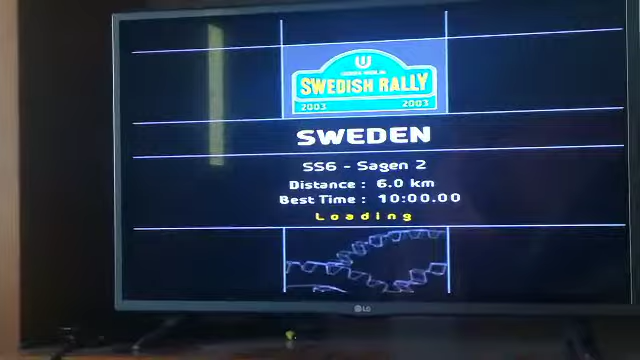 SWEDISH RALLY
2003 2003
SWEDEN
SS6 - Sagen 2
Distance : 6.0 km
Best Time : 10:00.00
Loading
LG